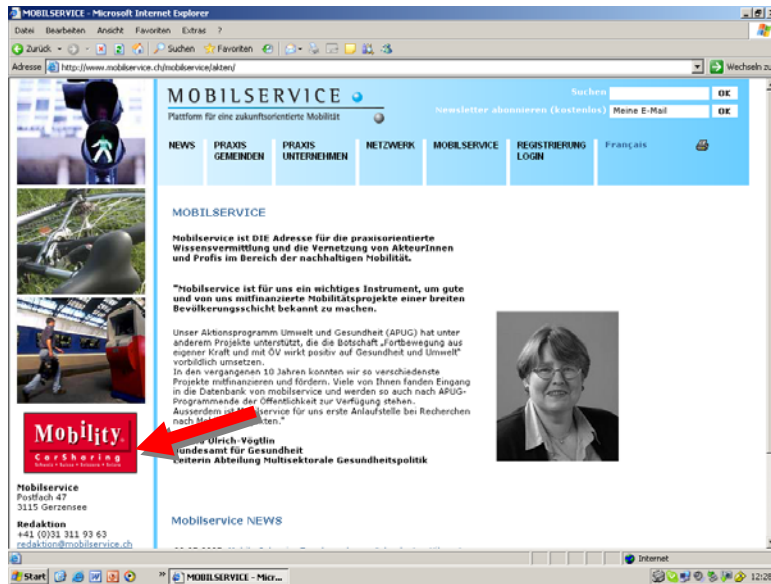 MOBILSERVICE - Microsoft Internet Explorer
Datei Bearbeiten Ansicht Favoriten Extras ?
Zurück Suchen Favoriten
Adresse http://www.mobilservice.ch/mobilservice/akten/ Wechseln zu
MOBILSERVICE
Plattform für eine zukunftsorientierte Mobilität
Suchen OK
Newsletter abonnieren (kostenlos) Meine E-Mail OK
NEWS PRAXIS GEMEINDEN PRAXIS UNTERNEHMEN NETZWERK MOBILSERVICE REGISTRIERUNG LOGIN Français
MOBILSERVICE
Mobilservice ist DIE Adresse für die praxisorientierte
Wissensvermittlung und die Vernetzung von AkteurInnen
und Profis im Bereich der nachhaltigen Mobilität.
"Mobilservice ist für uns ein wichtiges Instrument, um gute
und von uns mitfinanzierte Mobilitätsprojekte einer breiten
Bevölkerungsschicht bekannt zu machen.
Unser Aktionsprogramm Umwelt und Gesundheit (APUG) hat unter
anderem Projekte unterstützt, die die Botschaft „Fortbewegung aus
eigener Kraft und mit ÖV wirkt positiv auf Gesundheit und Umwelt"
vorbildlich umsetzen.
In den vergangenen 10 Jahren konnten wir so verschiedenste
Projekte mitfinanzieren und fördern. Viele von Ihnen fanden Eingang
in die Datenbank von mobilservice und werden so auch nach APUG-
Programmende der Öffentlichkeit zur Verfügung stehen.
Ausserdem ist Mobilservice für uns erste Anlaufstelle bei Recherchen
nach
Ulrich-Vögtlin
Bundesamt für Gesundheit
Leiterin Abteilung Multisektorale Gesundheitspolitik
Mobility
CarSharing
Mobilservice
Postfach 47
3115 Gerzensee
Redaktion
+41 (0)31 311 93 63
redaktion@mobilservice.ch
Mobilservice NEWS
Internet
Start MOBILSERVICE - Micr... 12:28